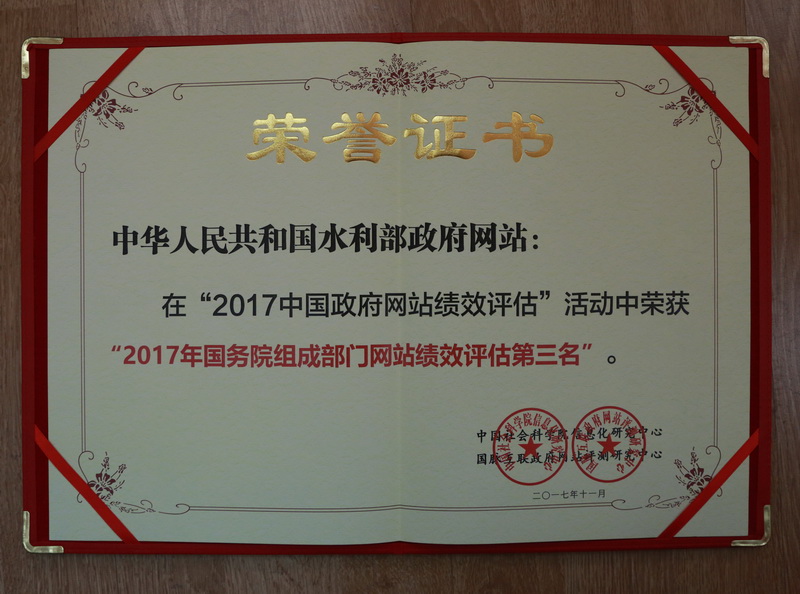 荣誉证书
中华人民共和国水利部政府网站：
在“2017中国政府网站绩效评估”活动中荣获
“2017年国务院组成部门网站绩效评估第三名”。
中国社会科学院信息化研究中心
国脉互联政府网站评测研究中心
二〇一七年十一月